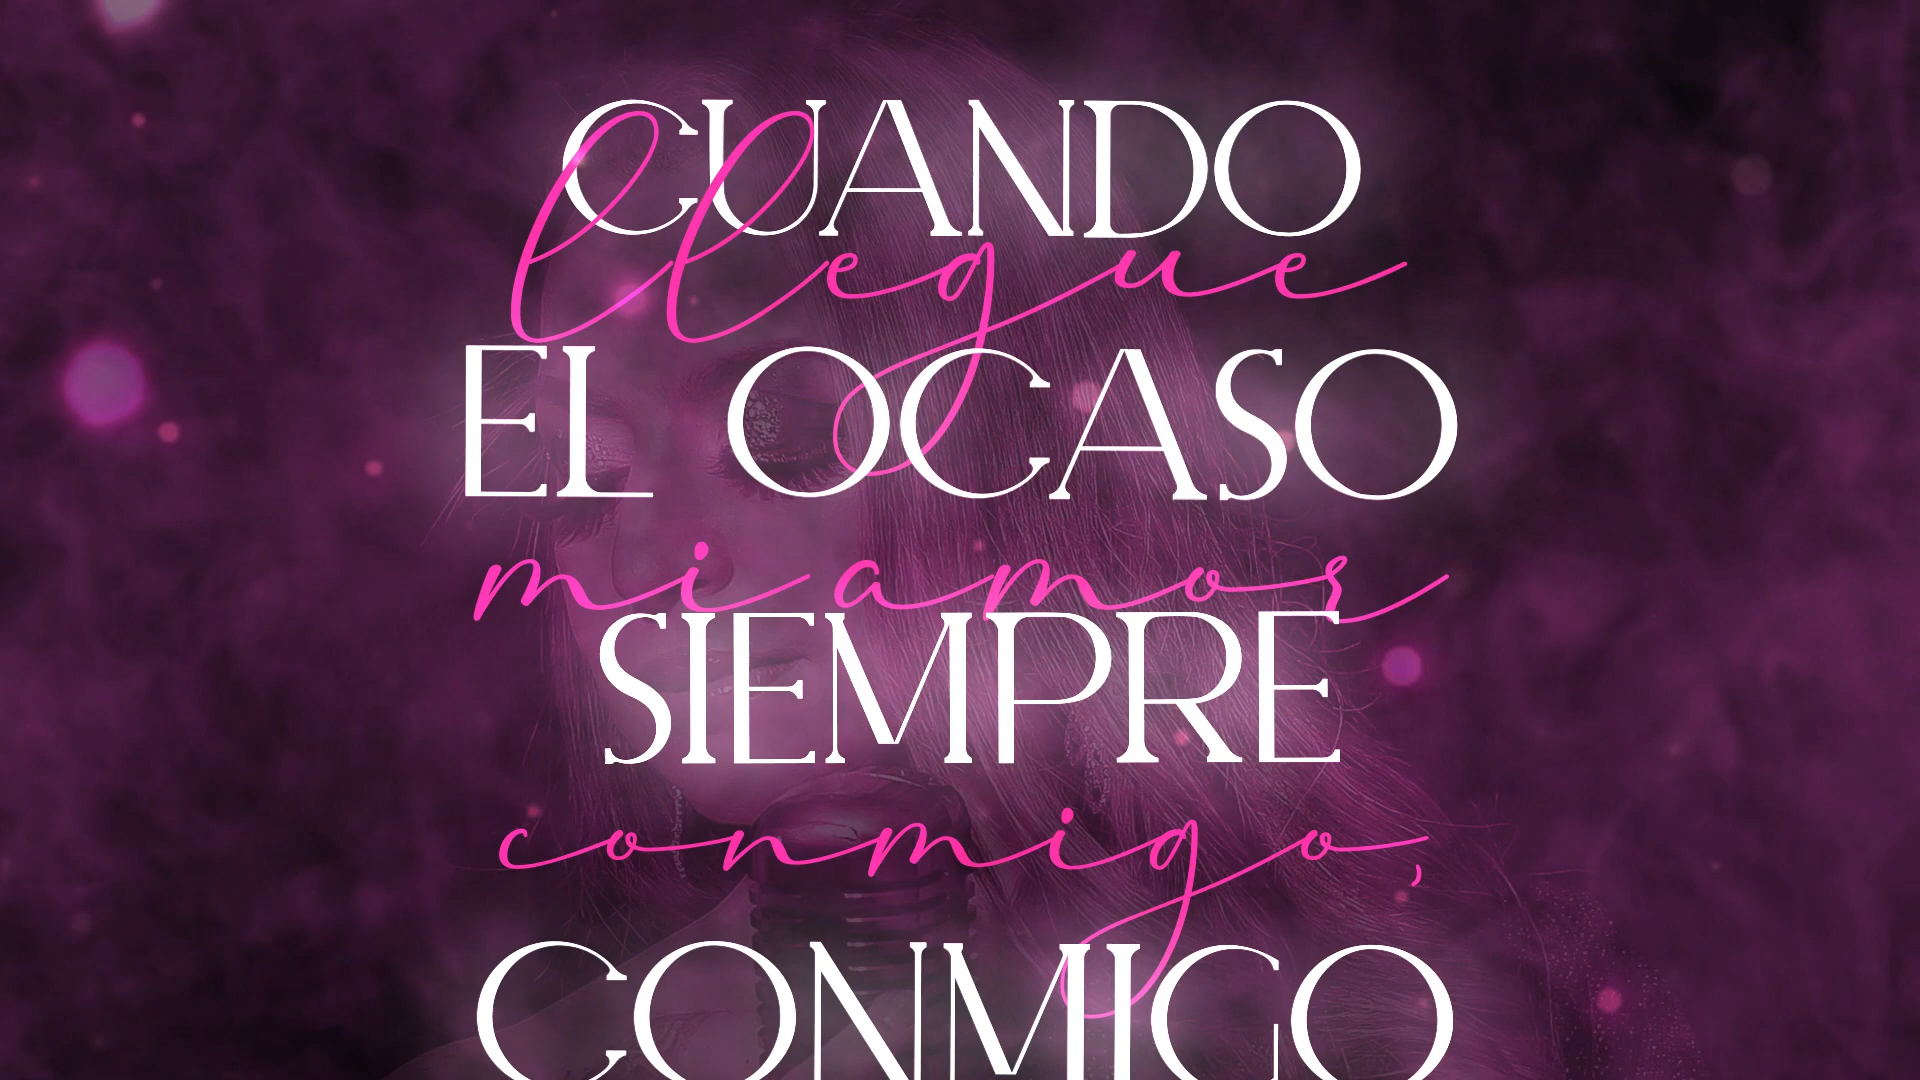 CUANDO
llegue
EL OCASO
mi amor
SIEMPRE
conmigo,
CONMIGO